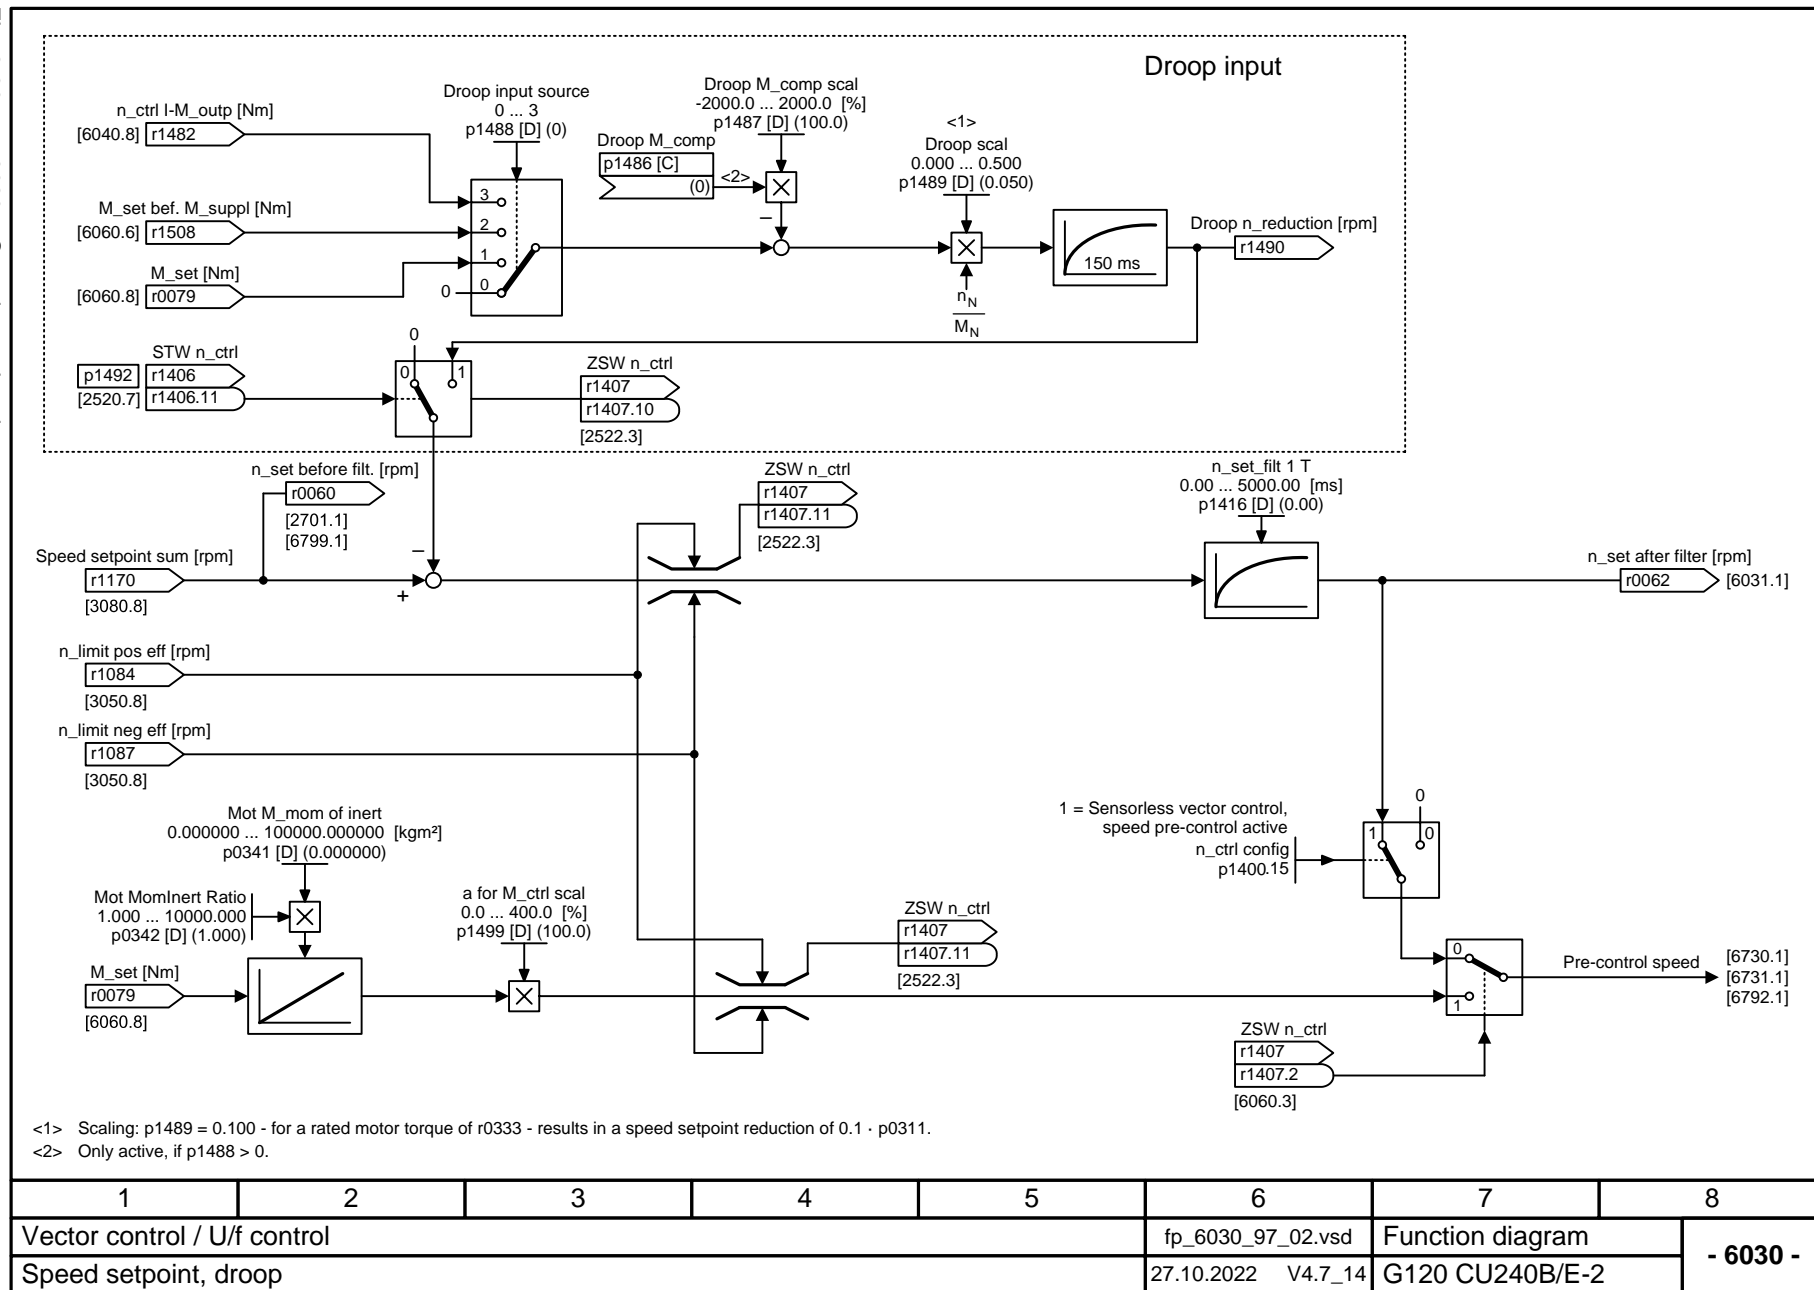 Droop input
n_ctrl I-M_outp [Nm]
[6040.8] r1482
M_set bef. M_suppl [Nm]
[6060.6] r1508
M_set [Nm]
[6060.8] r0079
Droop input source
0 ... 3
p1488 [D] (0)
3
2
1
0 0
Droop M_comp scal
-2000.0 ... 2000.0 [%]
p1487 [D] (100.0)
Droop M_comp
p1486 [C]
(0) <2>
–
<1>
Droop scal
0.000 ... 0.500
p1489 [D] (0.050)
nN
MN
150 ms
Droop n_reduction [rpm]
r1490
STW n_ctrl
p1492 r1406
[2520.7] r1406.11
0
0 1
ZSW n_ctrl
r1407
r1407.10
[2522.3]
n_set before filt. [rpm]
r0060
[2701.1]
[6799.1]
Speed setpoint sum [rpm]
r1170
[3080.8]
–
+
ZSW n_ctrl
r1407
r1407.11
[2522.3]
n_set_filt 1 T
0.00 ... 5000.00 [ms]
p1416 [D] (0.00)
n_set after filter [rpm]
r0062 [6031.1]
n_limit pos eff [rpm]
r1084
[3050.8]
n_limit neg eff [rpm]
r1087
[3050.8]
Mot M_mom of inert
0.000000 ... 100000.000000 [kgm²]
p0341 [D] (0.000000)
Mot MomInert Ratio
1.000 ... 10000.000
p0342 [D] (1.000)
M_set [Nm]
r0079
[6060.8]
a for M_ctrl scal
0.0 ... 400.0 [%]
p1499 [D] (100.0)
ZSW n_ctrl
r1407
r1407.11
[2522.3]
1 = Sensorless vector control,
speed pre-control active
n_ctrl config
p1400.15
0
1 0
0
1
Pre-control speed
[6730.1]
[6731.1]
[6792.1]
ZSW n_ctrl
r1407
r1407.2
[6060.3]
<1> Scaling: p1489 = 0.100 - for a rated motor torque of r0333 - results in a speed setpoint reduction of 0.1 · p0311.
<2> Only active, if p1488 > 0.
1 2 3 4 5 6 7 8
Vector control / U/f control
fp_6030_97_02.vsd
Function diagram
- 6030 -
Speed setpoint, droop
27.10.2022 V4.7_14
G120 CU240B/E-2